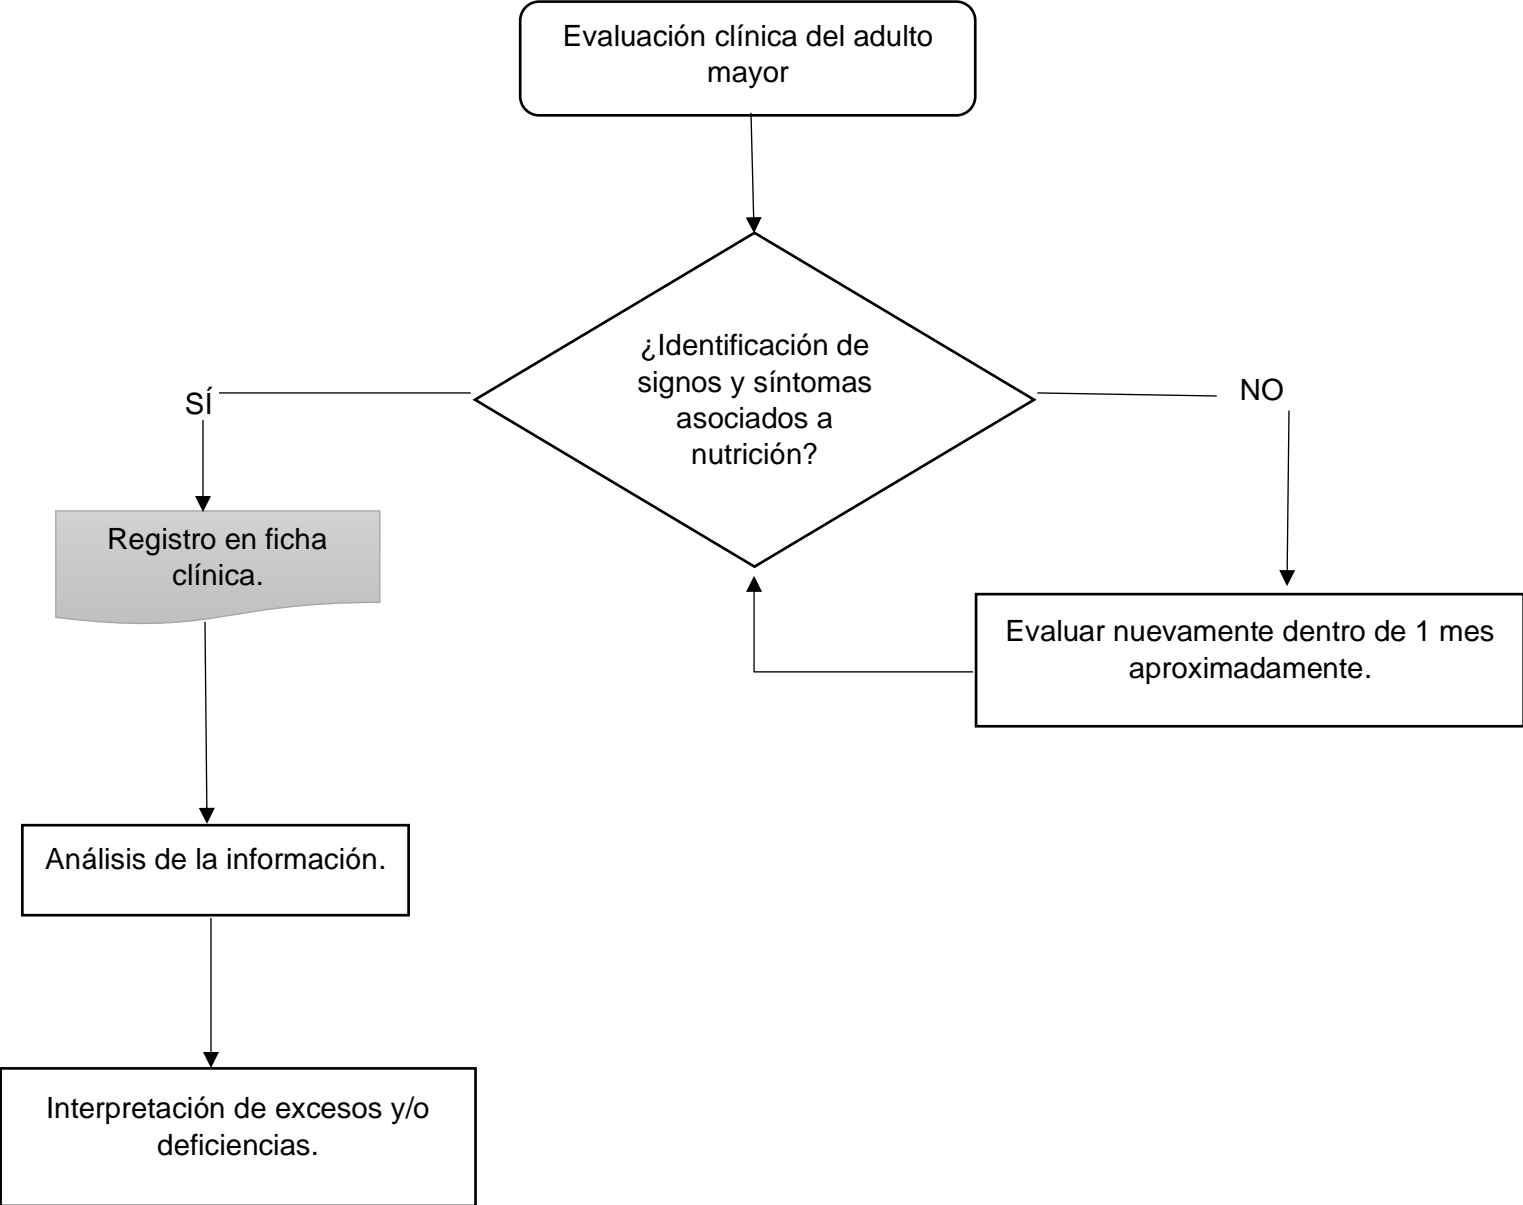 Evaluación clínica del adulto
mayor
¿Identificación de
signos y síntomas
asociados a
nutrición?
SÍ
NO
Registro en ficha
clínica.
Evaluar nuevamente dentro de 1 mes
aproximadamente.
Análisis de la información.
Interpretación de excesos y/o
deficiencias.